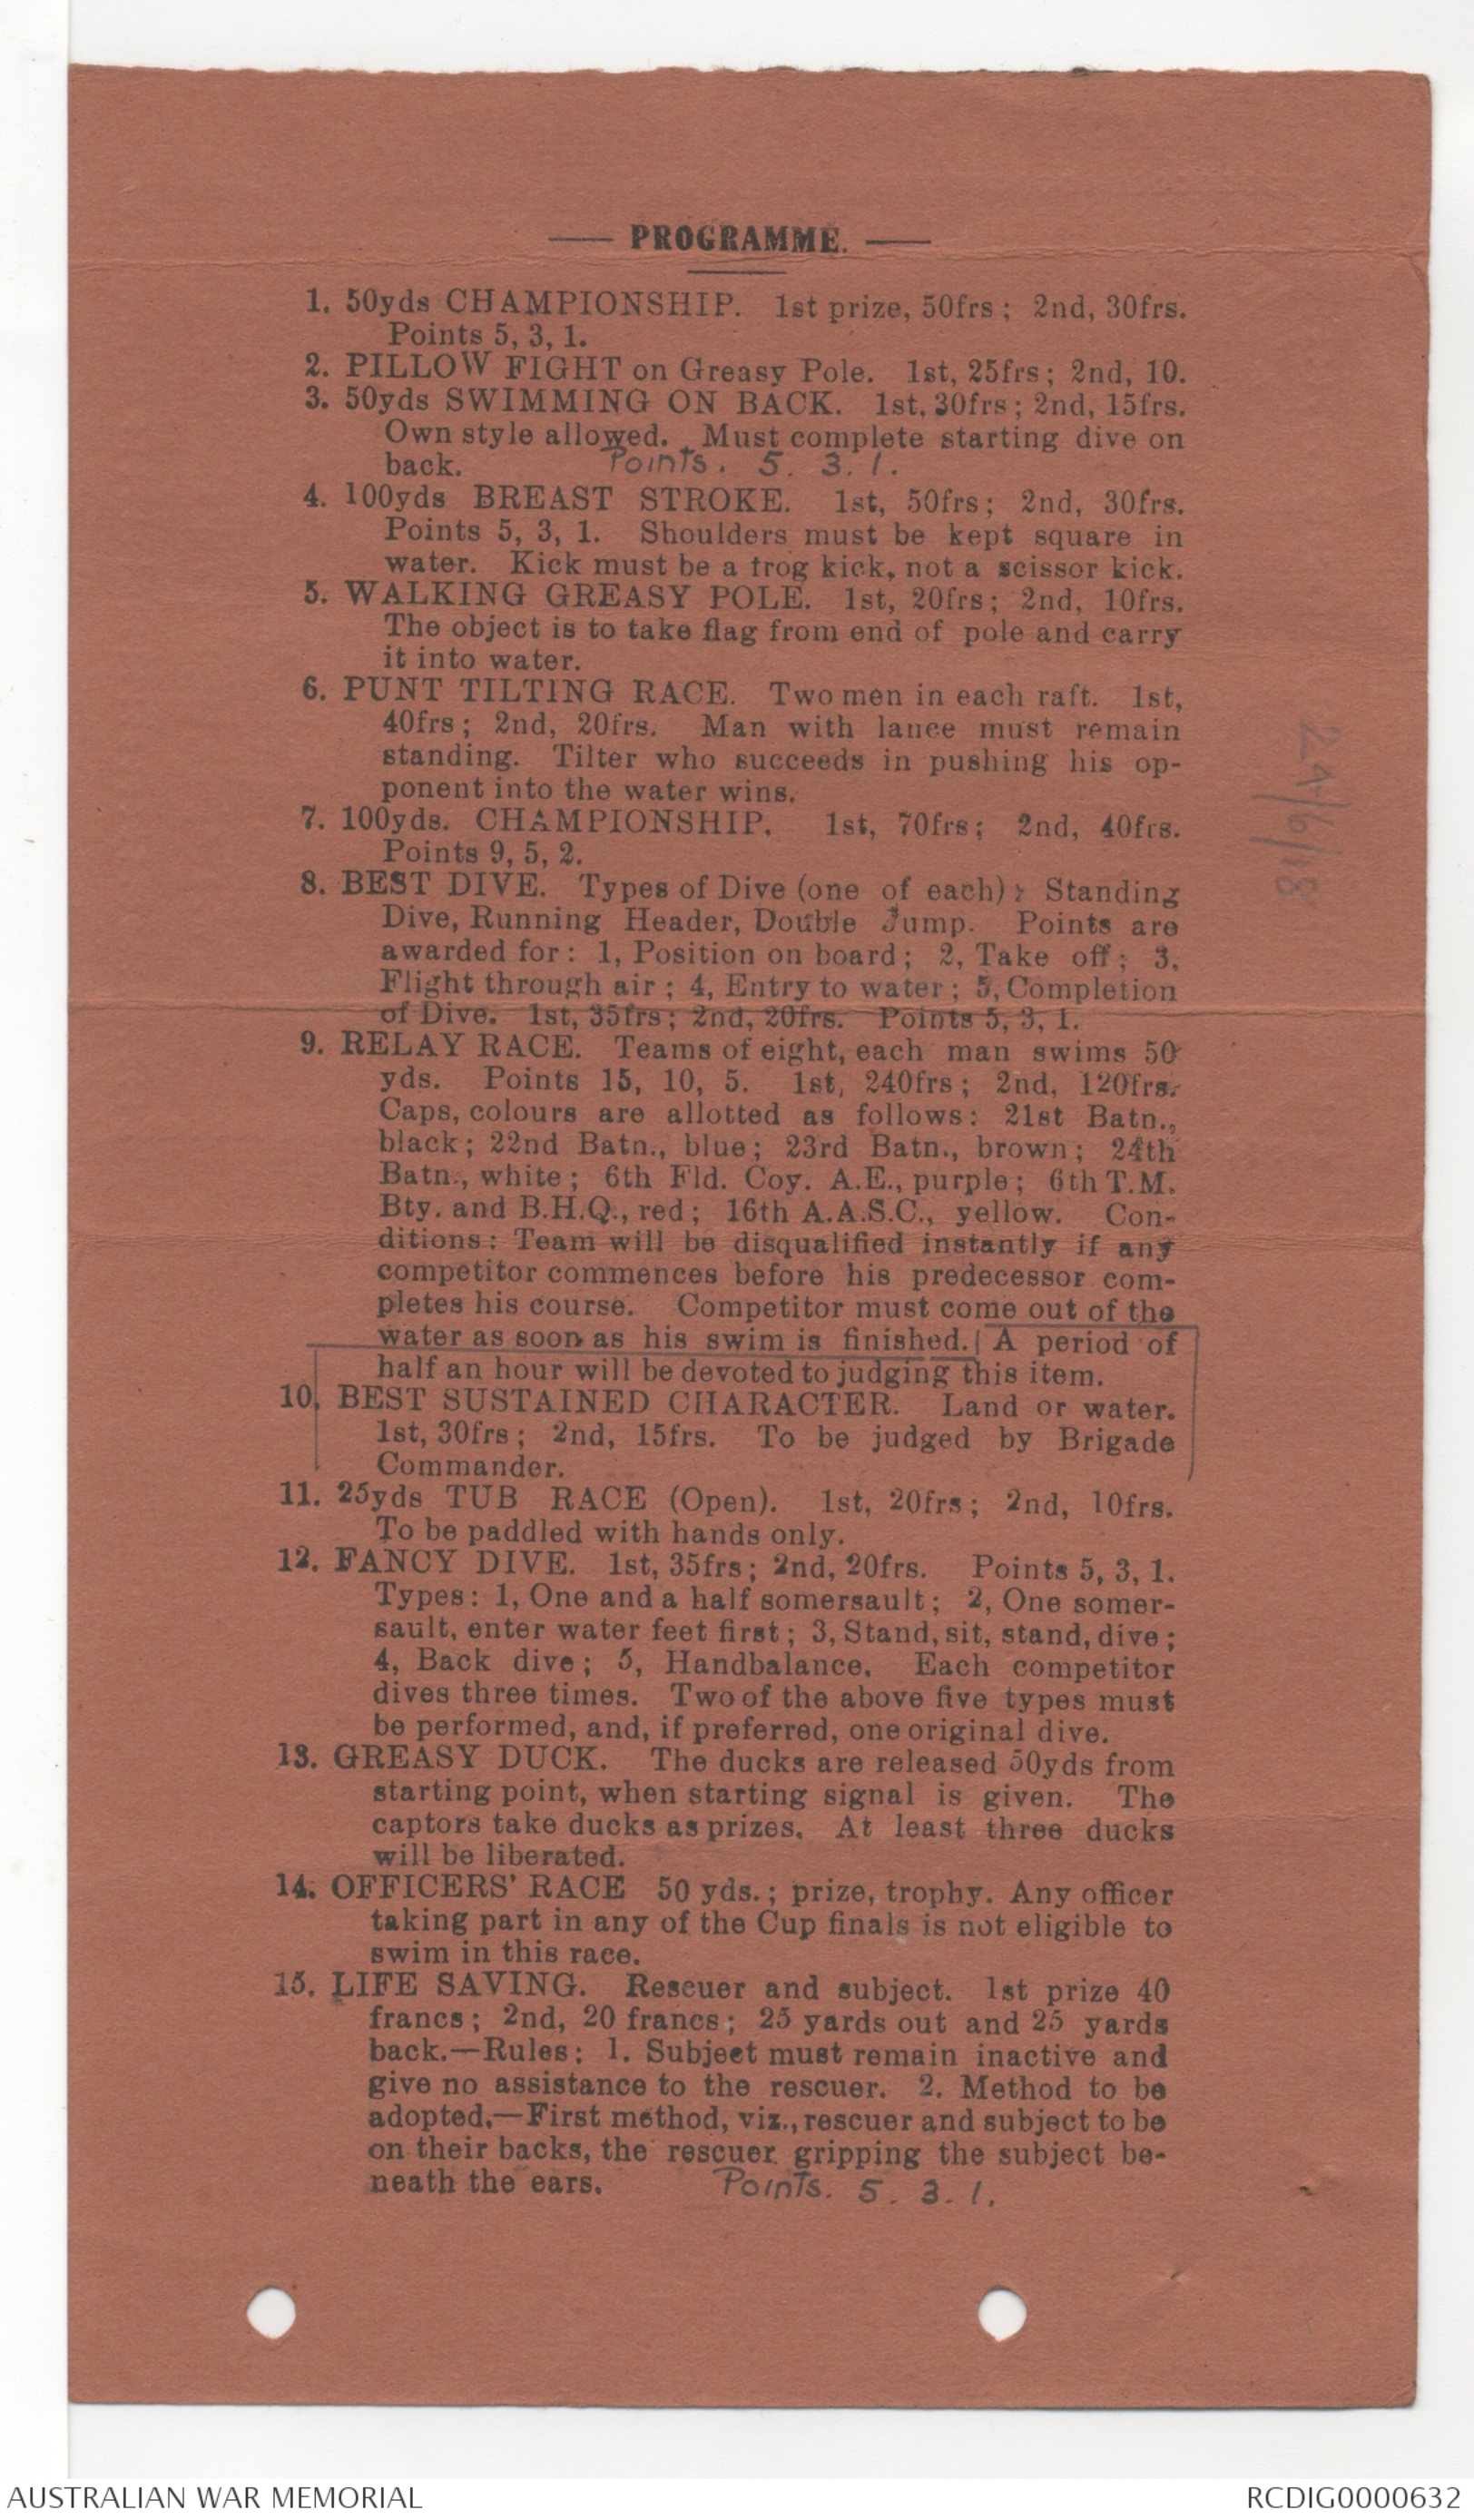 — PROGRAMME. —
1. 50yds CHAMPIONSHIP. 1st prize, 50frs; 2nd, 30frs.
Points 5, 3, 1.
2. PILLOW FIGHT on Greasy Pole. 1st, 25frs; 2nd, 10.
3. 50yds SWIMMING ON BACK. 1st, 30frs; 2nd, 15frs.
Own style allowed. Must complete starting dive on
back. Points. 5. 3. 1.
4. 100yds BREAST STROKE. 1st, 50frs; 2nd, 30frs.
Points 5, 3, 1. Shoulders must be kept square in
water. Kick must be a frog kick, not a scissor kick.
5. WALKING GREASY POLE. 1st, 20frs; 2nd, 10frs.
The object is to take flag from end of pole and carry
it into water.
6. PUNT TILTING RACE. Two men in each raft. 1st,
40frs; 2nd, 20frs. Man with lance must remain
standing. Tilter who succeeds in pushing his op-
ponent into the water wins.
7. 100yds. CHAMPIONSHIP. 1st, 70frs; 2nd, 40frs.
Points 9, 5, 2.
8. BEST DIVE. Types of Dive (one of each): Standing
Dive, Running Header, Double Jump. Points are
awarded for: 1, Position on board; 2, Take off; 3,
Flight through air; 4, Entry to water; 5, Completion
of Dive. 1st, 35frs; 2nd, 20frs. Points 5, 3, 1.
9. RELAY RACE. Teams of eight, each man swims 50
yds. Points 15, 10, 5. 1st, 240frs; 2nd, 120frs.
Caps, colours are allotted as follows: 21st Batn.,
black; 22nd Batn., blue; 23rd Batn., brown; 24th
Batn., white; 6th Fld. Coy. A.E., purple; 6th T.M.
Bty. and B.H.Q., red; 16th A.A.S.C., yellow. Con-
ditions: Team will be disqualified instantly if any
competitor commences before his predecessor com-
pletes his course. Competitor must come out of the
water as soon as his swim is finished. A period of
half an hour will be devoted to judging this item.
10. BEST SUSTAINED CHARACTER. Land or water.
1st, 30frs; 2nd, 15frs. To be judged by Brigade
Commander.
11. 25yds TUB RACE (Open). 1st, 20frs; 2nd, 10frs.
To be paddled with hands only.
12. FANCY DIVE. 1st, 35frs; 2nd, 20frs. Points 5, 3, 1.
Types: 1, One and a half somersault; 2, One somer-
sault, enter water feet first; 3, Stand, sit, stand, dive;
4, Back dive; 5, Handbalance. Each competitor
dives three times. Two of the above five types must
be performed, and, if preferred, one original dive.
13. GREASY DUCK. The ducks are released 50yds from
starting point, when starting signal is given. The
captors take ducks as prizes. At least three ducks
will be liberated.
14. OFFICERS' RACE 50 yds.; prize, trophy. Any officer
taking part in any of the Cup finals is not eligible to
swim in this race.
15. LIFE SAVING. Rescuer and subject. 1st prize 40
francs; 2nd, 20 francs; 25 yards out and 25 yards
back.—Rules: 1. Subject must remain inactive and
give no assistance to the rescuer. 2. Method to be
adopted,—First method, viz., rescuer and subject to be
on their backs, the rescuer gripping the subject be-
neath the ears. Points. 5. 3. 1.
AUSTRALIAN WAR MEMORIAL
RCDIG0000632